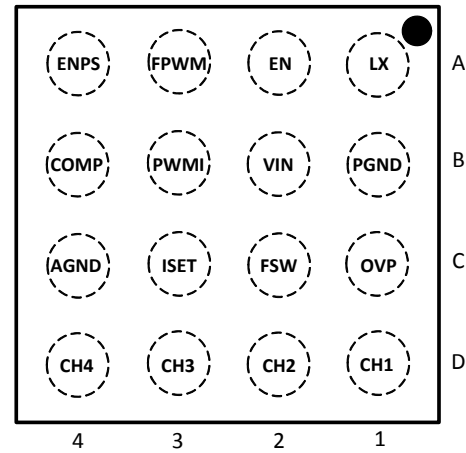 ENPS FPWM EN LX A
COMP PWMI VIN PGND B
AGND ISET FSW OVP C
CH4 CH3 CH2 CH1 D
4 3 2 1